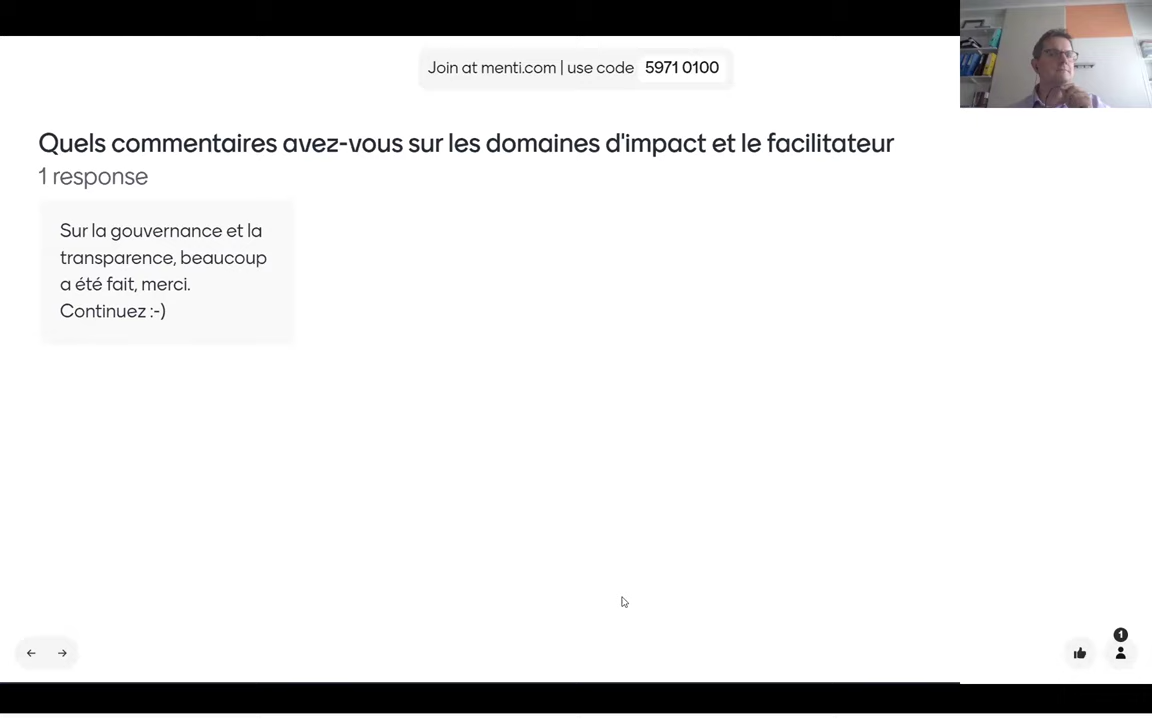 Join at menti.com | use code 5971 0100
Quels commentaires avez-vous sur les domaines d'impact et le facilitateur
1 response
Sur la gouvernance et la
transparence, beaucoup
a été fait, merci.
Continuez :-)
1